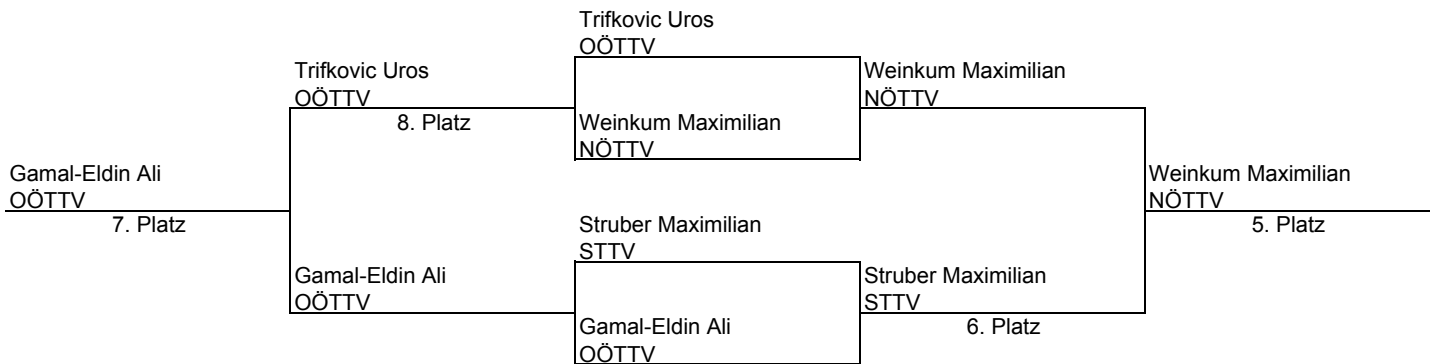 Trifkovic Uros
OÖTTV
Trifkovic Uros
OÖTTV
Weinkum Maximilian
NÖTTV
8. Platz
Weinkum Maximilian
NÖTTV
Gamal-Eldin Ali
OÖTTV
Weinkum Maximilian
NÖTTV
7. Platz
5. Platz
Struber Maximilian
STTV
Gamal-Eldin Ali
OÖTTV
Struber Maximilian
STTV
6. Platz
Gamal-Eldin Ali
OÖTTV